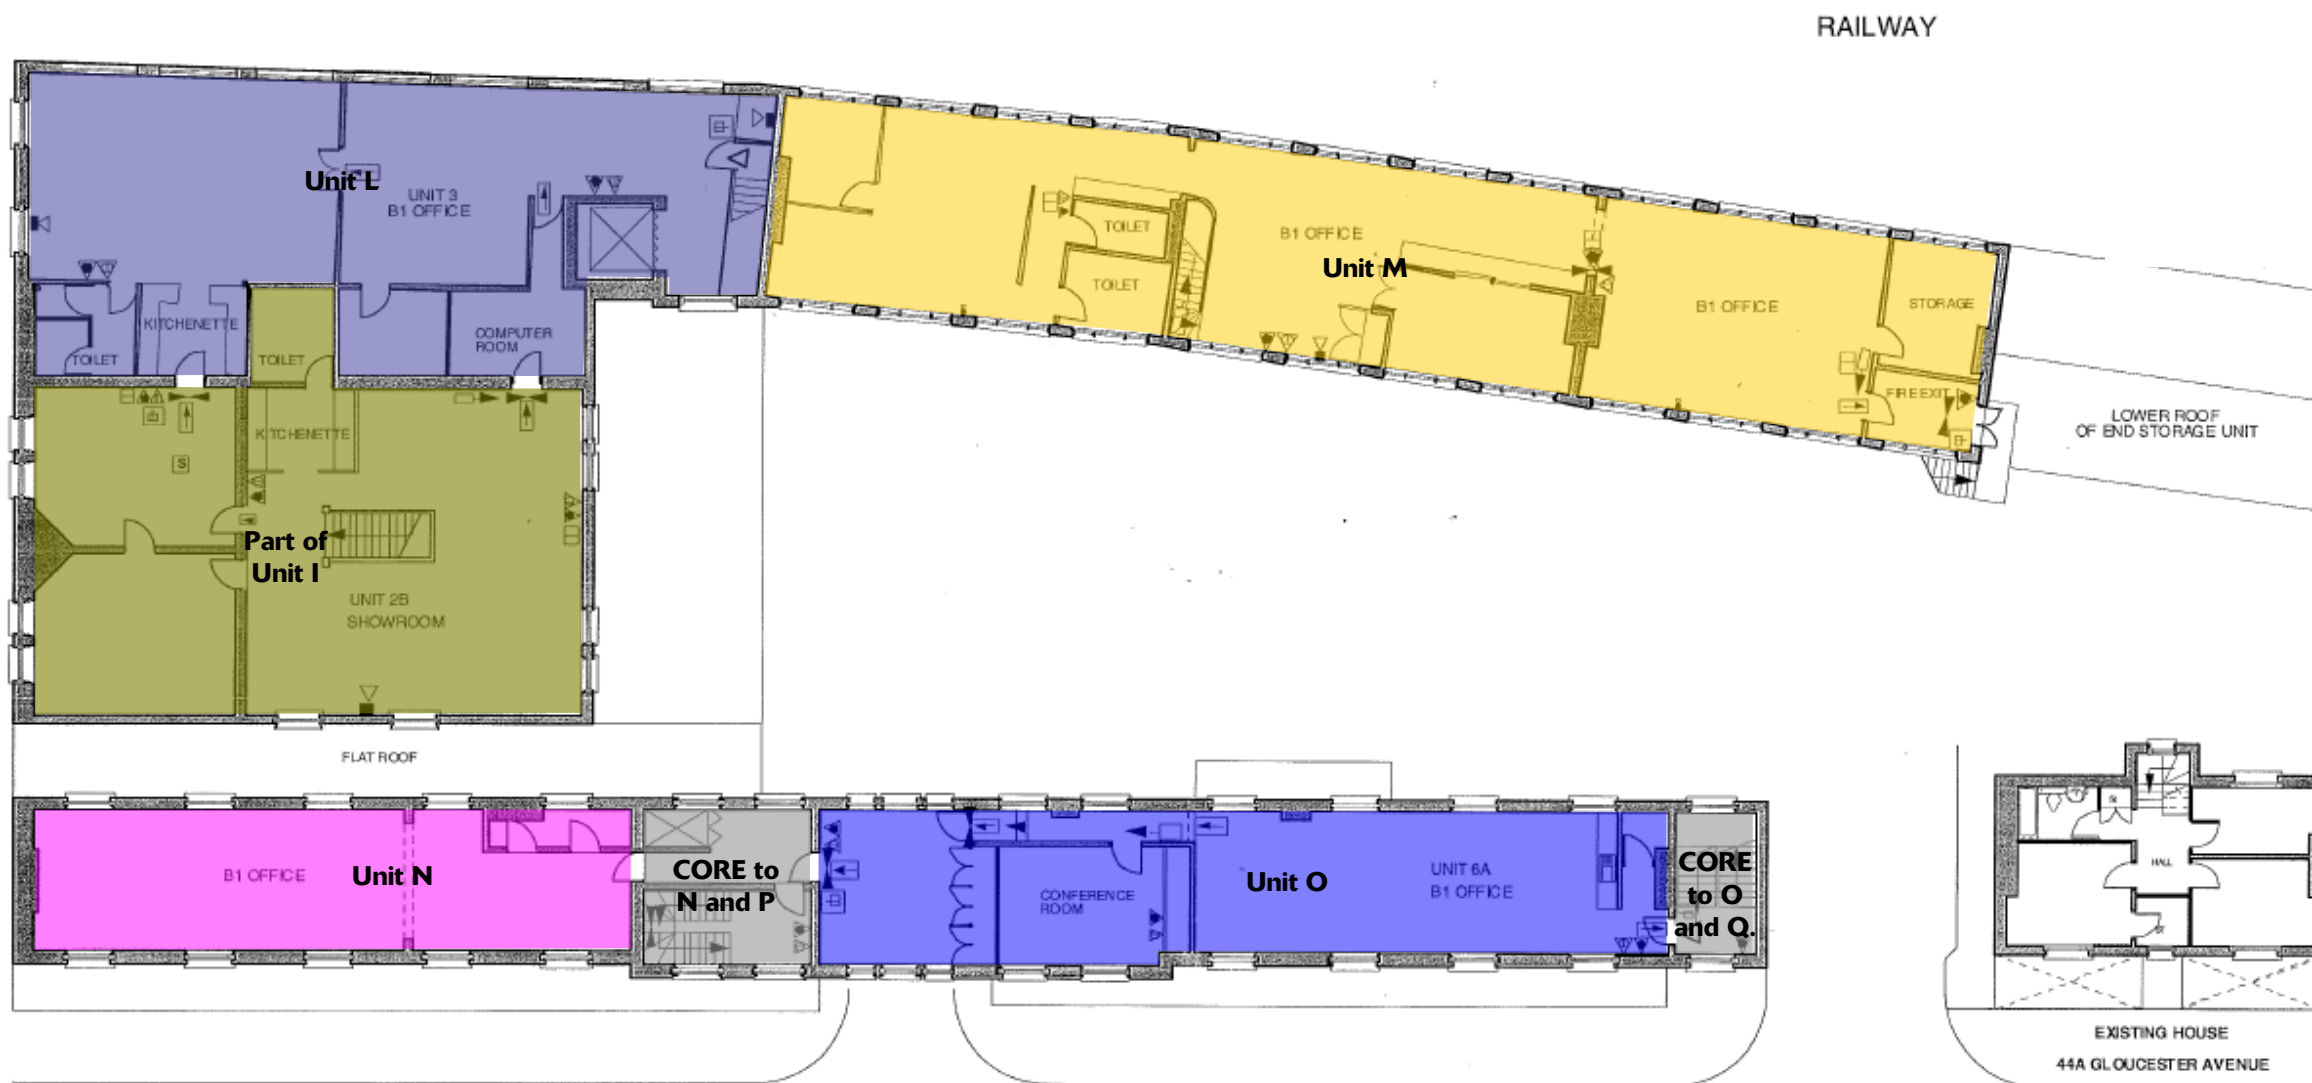 RAILWAY
Unit L
UNIT 3
B1 OFFICE
KITCHENETTE
TOILET
TOILET
COMPUTER
ROOM
TOILET
TOILET
B1 OFFICE
Unit M
B1 OFFICE
STORAGE
FIRE EXIT
LOWER ROOF
OF END STORAGE UNIT
KITCHENETTE
S
Part of
Unit I
UNIT 2B
SHOWROOM
FLAT ROOF
B1 OFFICE
Unit N
CORE to
N and P
CONFERENCE
ROOM
Unit O
UNIT 6A
B1 OFFICE
CORE
to O
and Q.
HALL
EXISTING HOUSE
44A GLOUCESTER AVENUE